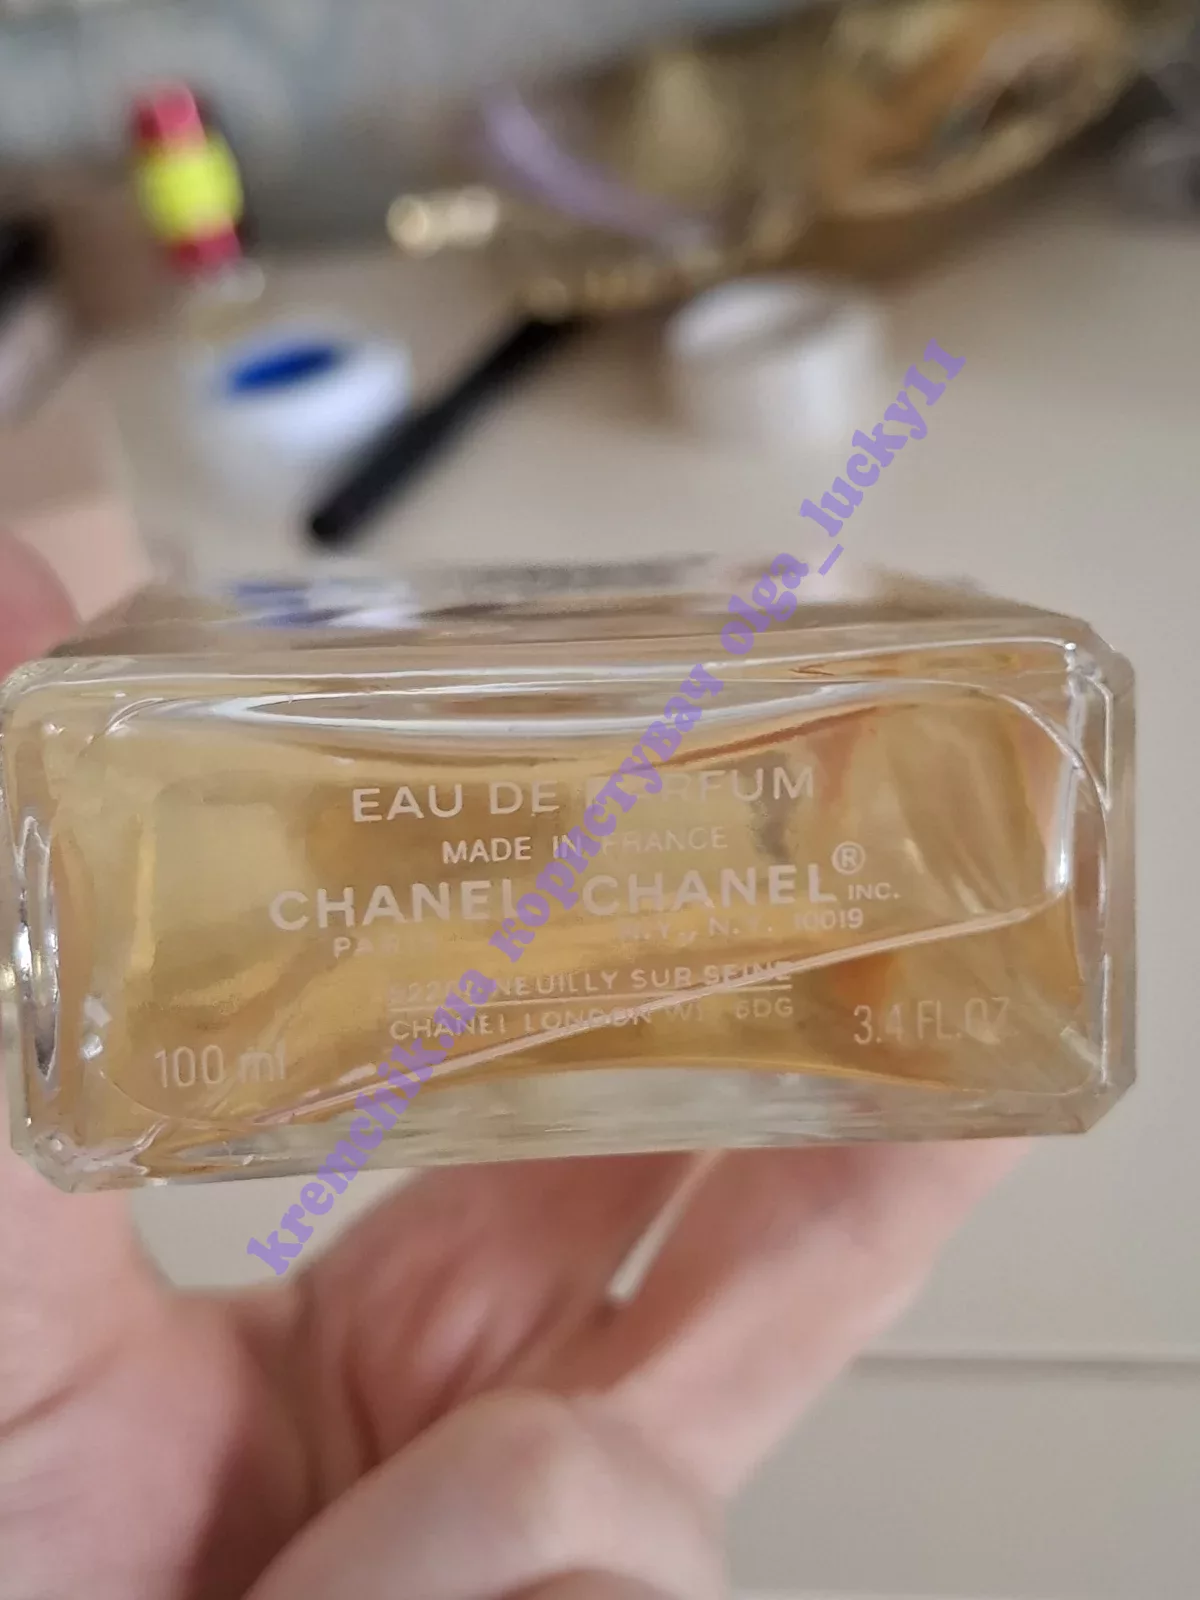 EAU DE PARFUM
MADE IN FRANCE
CHANEL CHANEL® INC.
PARIS N.Y., N.Y. 10019
NEUILLY SUR SEINE
CHANEL LONDON W1 6DG
100 ml 3.4 FL.OZ
kremchik.ua користувач olga_lucky11